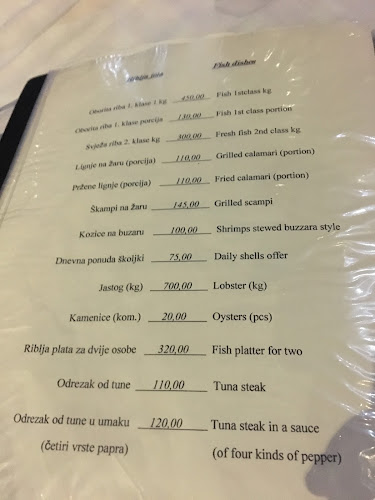 Riblja jela Fish dishes
Oborita riba 1. klase 1 kg 450,00 Fish 1stclass kg
Oborita riba 1. klase porcija 130,00 Fish 1st class portion
Svježa riba 2. klase kg 300,00 Fresh fish 2nd class kg
Lignje na žaru (porcija) 110,00 Grilled calamari (portion)
Pržene lignje (porcija) 110,00 Fried calamari (portion)
Škampi na žaru 145,00 Grilled scampi
Kozice na buzaru 100,00 Shrimps stewed buzzara style
Dnevna ponuda školjki 75,00 Daily shells offer
Jastog (kg) 700,00 Lobster (kg)
Kamenice (kom.) 20,00 Oysters (pcs)
Riblja plata za dvije osobe 320,00 Fish platter for two
Odrezak od tune 110,00 Tuna steak
Odrezak od tune u umaku 120,00 Tuna steak in a sauce
(četiri vrste papra) (of four kinds of pepper)